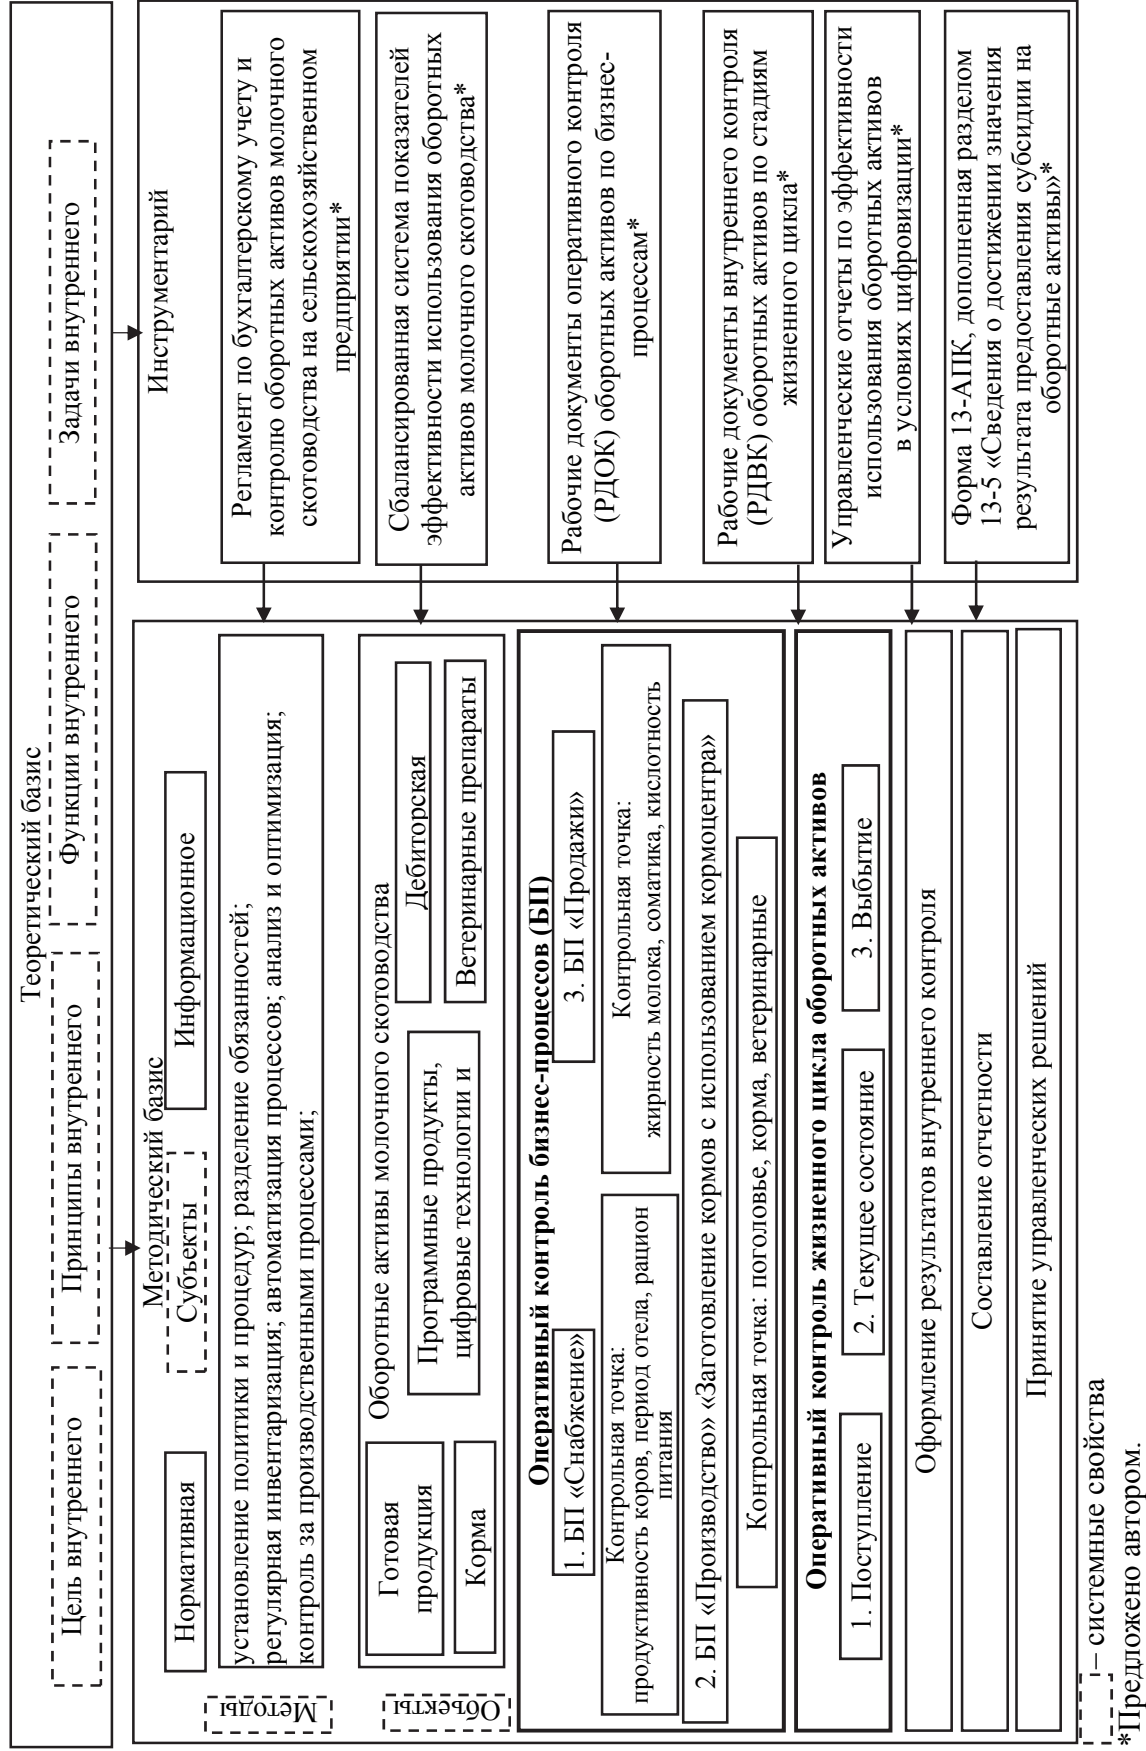 Теоретический базис
Цель внутреннего
Принципы внутреннего
Функции внутреннего
Задачи внутреннего
Методический базис
Нормативная
Субъекты
Информационное
Методы
установление политики и процедур; разделение обязанностей;
регулярная инвентаризация; автоматизация процессов; анализ и оптимизация;
контроль за производственными процессами;
Объекты
Оборотные активы молочного скотоводства
Готовая
продукция
Корма
Программные продукты,
цифровые технологии и
Дебиторская
Ветеринарные препараты
Оперативный контроль бизнес-процессов (БП)
1. БП «Снабжение»
Контрольная точка:
продуктивность коров, период отела, рацион
питания
3. БП «Продажи»
Контрольная точка:
жирность молока, соматика, кислотность
2. БП «Производство» «Заготовление кормов с использованием кормоцентра»
Контрольная точка: поголовье, корма, ветеринарные
Оперативный контроль жизненного цикла оборотных активов
1. Поступление
2. Текущее состояние
3. Выбытие
Оформление результатов внутреннего контроля
Составление отчетности
Принятие управленческих решений
Инструментарий
Регламент по бухгалтерскому учету и
контролю оборотных активов молочного
скотоводства на сельскохозяйственном
предприятии*
Сбалансированная система показателей
эффективности использования оборотных
активов молочного скотоводства*
Рабочие документы оперативного контроля
(РДОК) оборотных активов по бизнес-
процессам*
Рабочие документы внутреннего контроля
(РДВК) оборотных активов по стадиям
жизненного цикла*
Управленческие отчеты по эффективности
использования оборотных активов
в условиях цифровизации*
Форма 13-АПК, дополненная разделом
13-5 «Сведения о достижении значения
результата предоставления субсидии на
оборотные активы»*
– системные свойства
*Предложено автором.